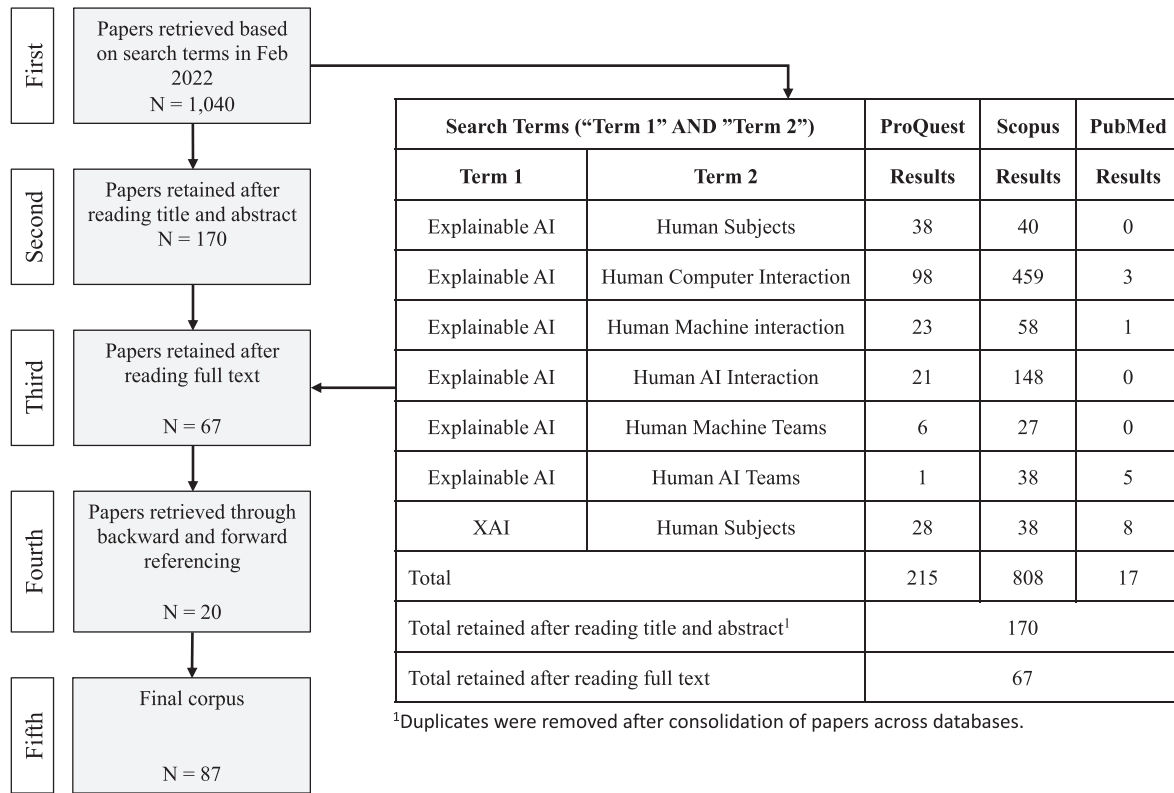 First
Papers retrieved based
on search terms in Feb
2022
N = 1,040
Second
Papers retained after
reading title and abstract
N = 170
Third
Papers retained after
reading full text
N = 67
Fourth
Papers retrieved through
backward and forward
referencing
N = 20
Fifth
Final corpus
N = 87
Search Terms (“Term 1” AND ”Term 2”) ProQuest Scopus PubMed
Term 1 Term 2 Results Results Results
Explainable AI Human Subjects 38 40 0
Explainable AI Human Computer Interaction 98 459 3
Explainable AI Human Machine interaction 23 58 1
Explainable AI Human AI Interaction 21 148 0
Explainable AI Human Machine Teams 6 27 0
Explainable AI Human AI Teams 1 38 5
XAI Human Subjects 28 38 8
Total 215 808 17
Total retained after reading title and abstract¹ 170
Total retained after reading full text 67
¹Duplicates were removed after consolidation of papers across databases.